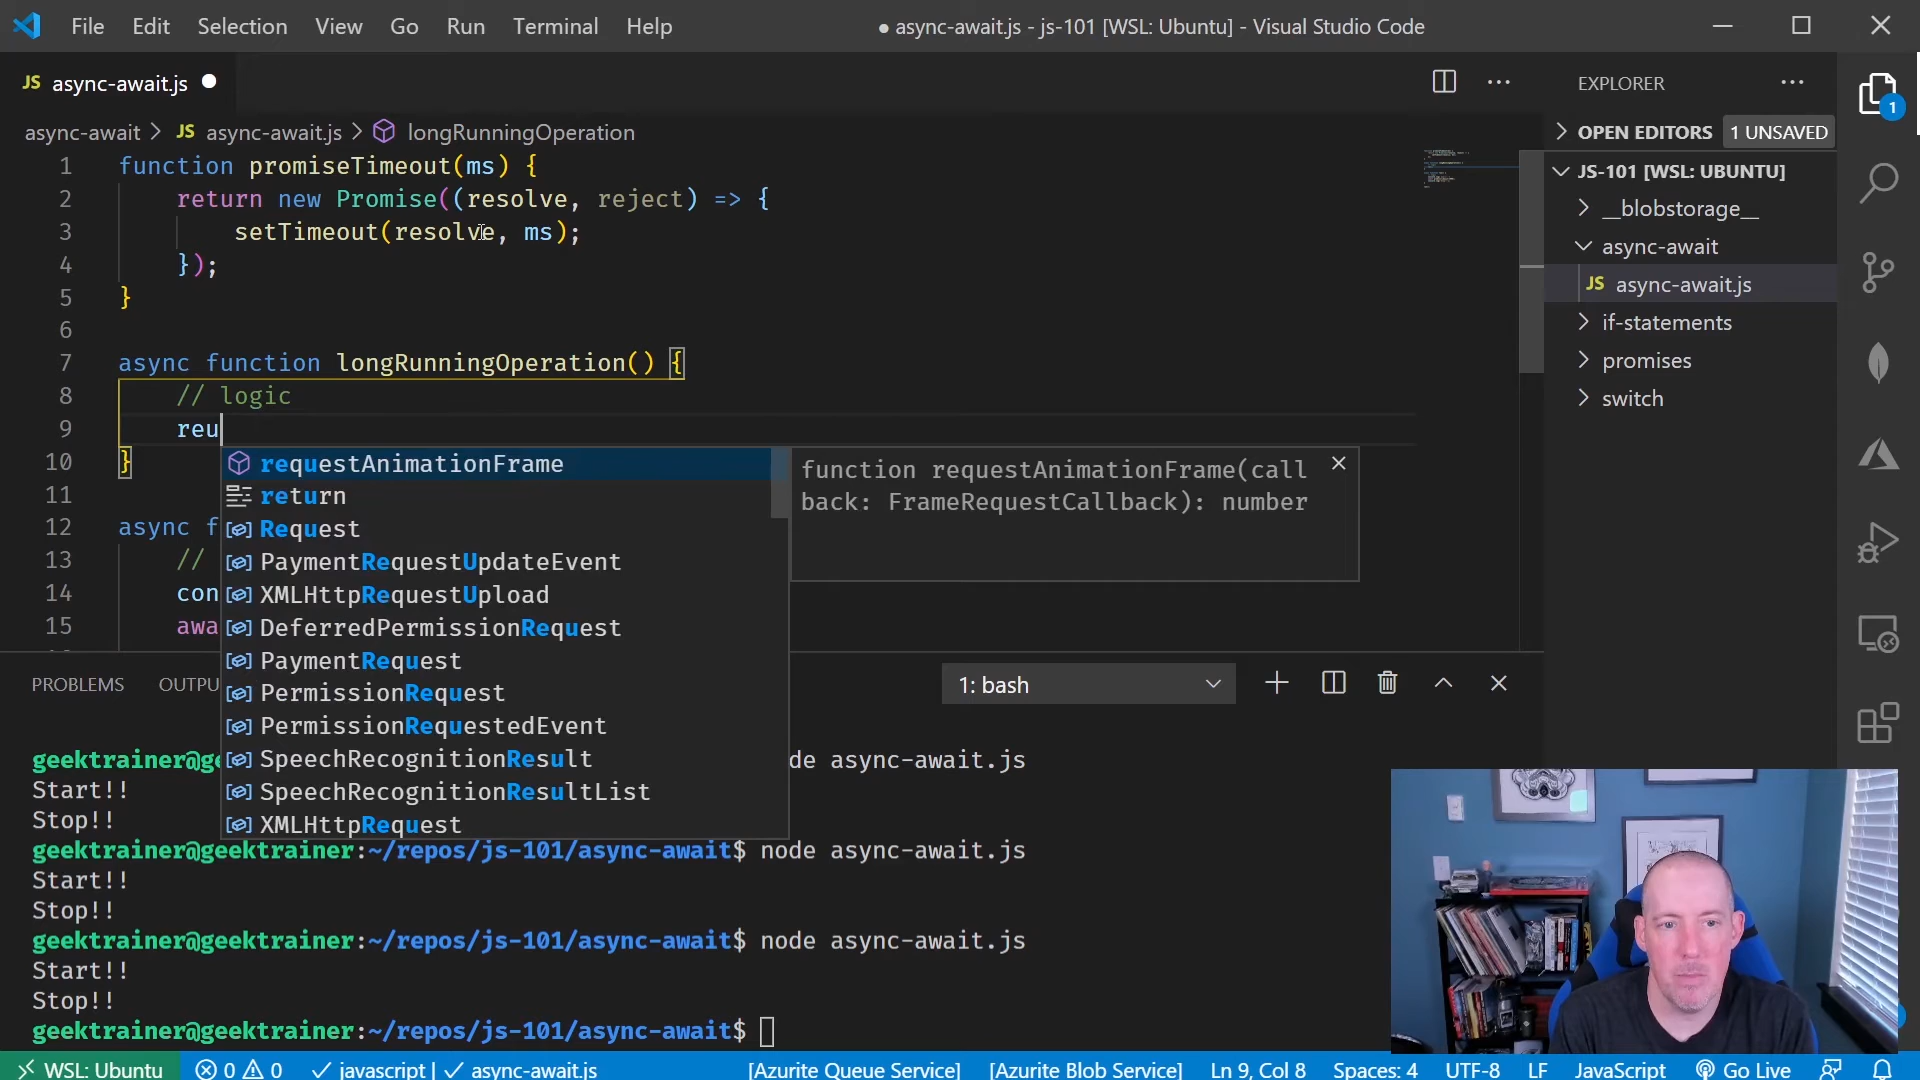 File Edit Selection View Go Run Terminal Help
● async-await.js - js-101 [WSL: Ubuntu] - Visual Studio Code
JS async-await.js ●
async-await > JS async-await.js > longRunningOperation
1 function promiseTimeout(ms) {
2 return new Promise((resolve, reject) => {
3 setTimeout(resolve, ms);
4 });
5 }
6
7 async function longRunningOperation() {
8 // logic
9 reu
10 }
11
12 async f
13 //
14 con
15 awa
requestAnimationFrame
return
Request
PaymentRequestUpdateEvent
XMLHttpRequestUpload
DeferredPermissionRequest
PaymentRequest
PermissionRequest
PermissionRequestedEvent
SpeechRecognitionResult
SpeechRecognitionResultList
XMLHttpRequest
function requestAnimationFrame(call
back: FrameRequestCallback): number
EXPLORER
OPEN EDITORS 1 UNSAVED
JS-101 [WSL: UBUNTU]
__blobstorage__
async-await
JS async-await.js
if-statements
promises
switch
1
PROBLEMS OUTPU
1: bash
geektrainer@ge de async-await.js
Start!!
Stop!!
geektrainer@geektrainer:~/repos/js-101/async-await$ node async-await.js
Start!!
Stop!!
geektrainer@geektrainer:~/repos/js-101/async-await$ node async-await.js
Start!!
Stop!!
geektrainer@geektrainer:~/repos/js-101/async-await$
WSL: Ubuntu 0 0 javascript | async-await.js [Azurite Queue Service] [Azurite Blob Service] Ln 9, Col 8 Spaces: 4 UTF-8 LF JavaScript Go Live